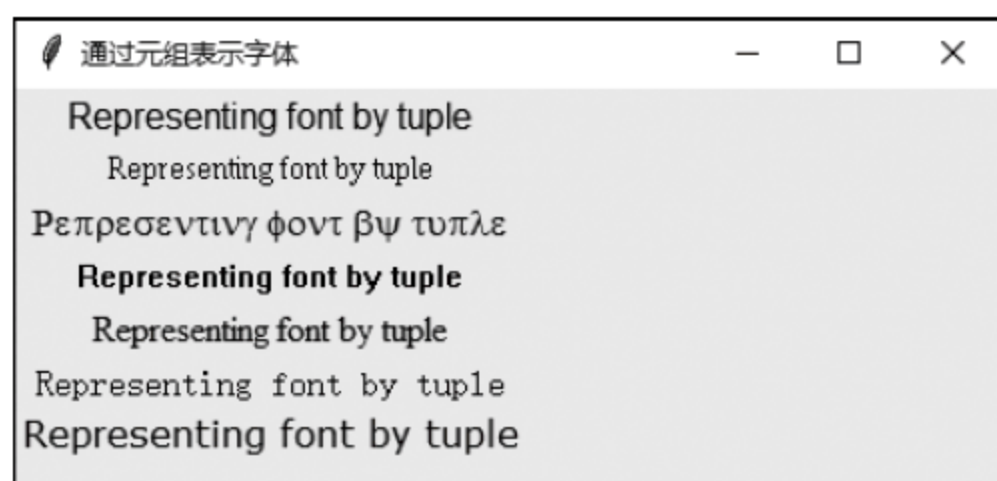 通过元组表示字体
Representing font by tuple
Representing font by tuple
Ρεπρεσεντινγ φοντ βψ τυπλε
Representing font by tuple
Representing font by tuple
Representing font by tuple
Representing font by tuple